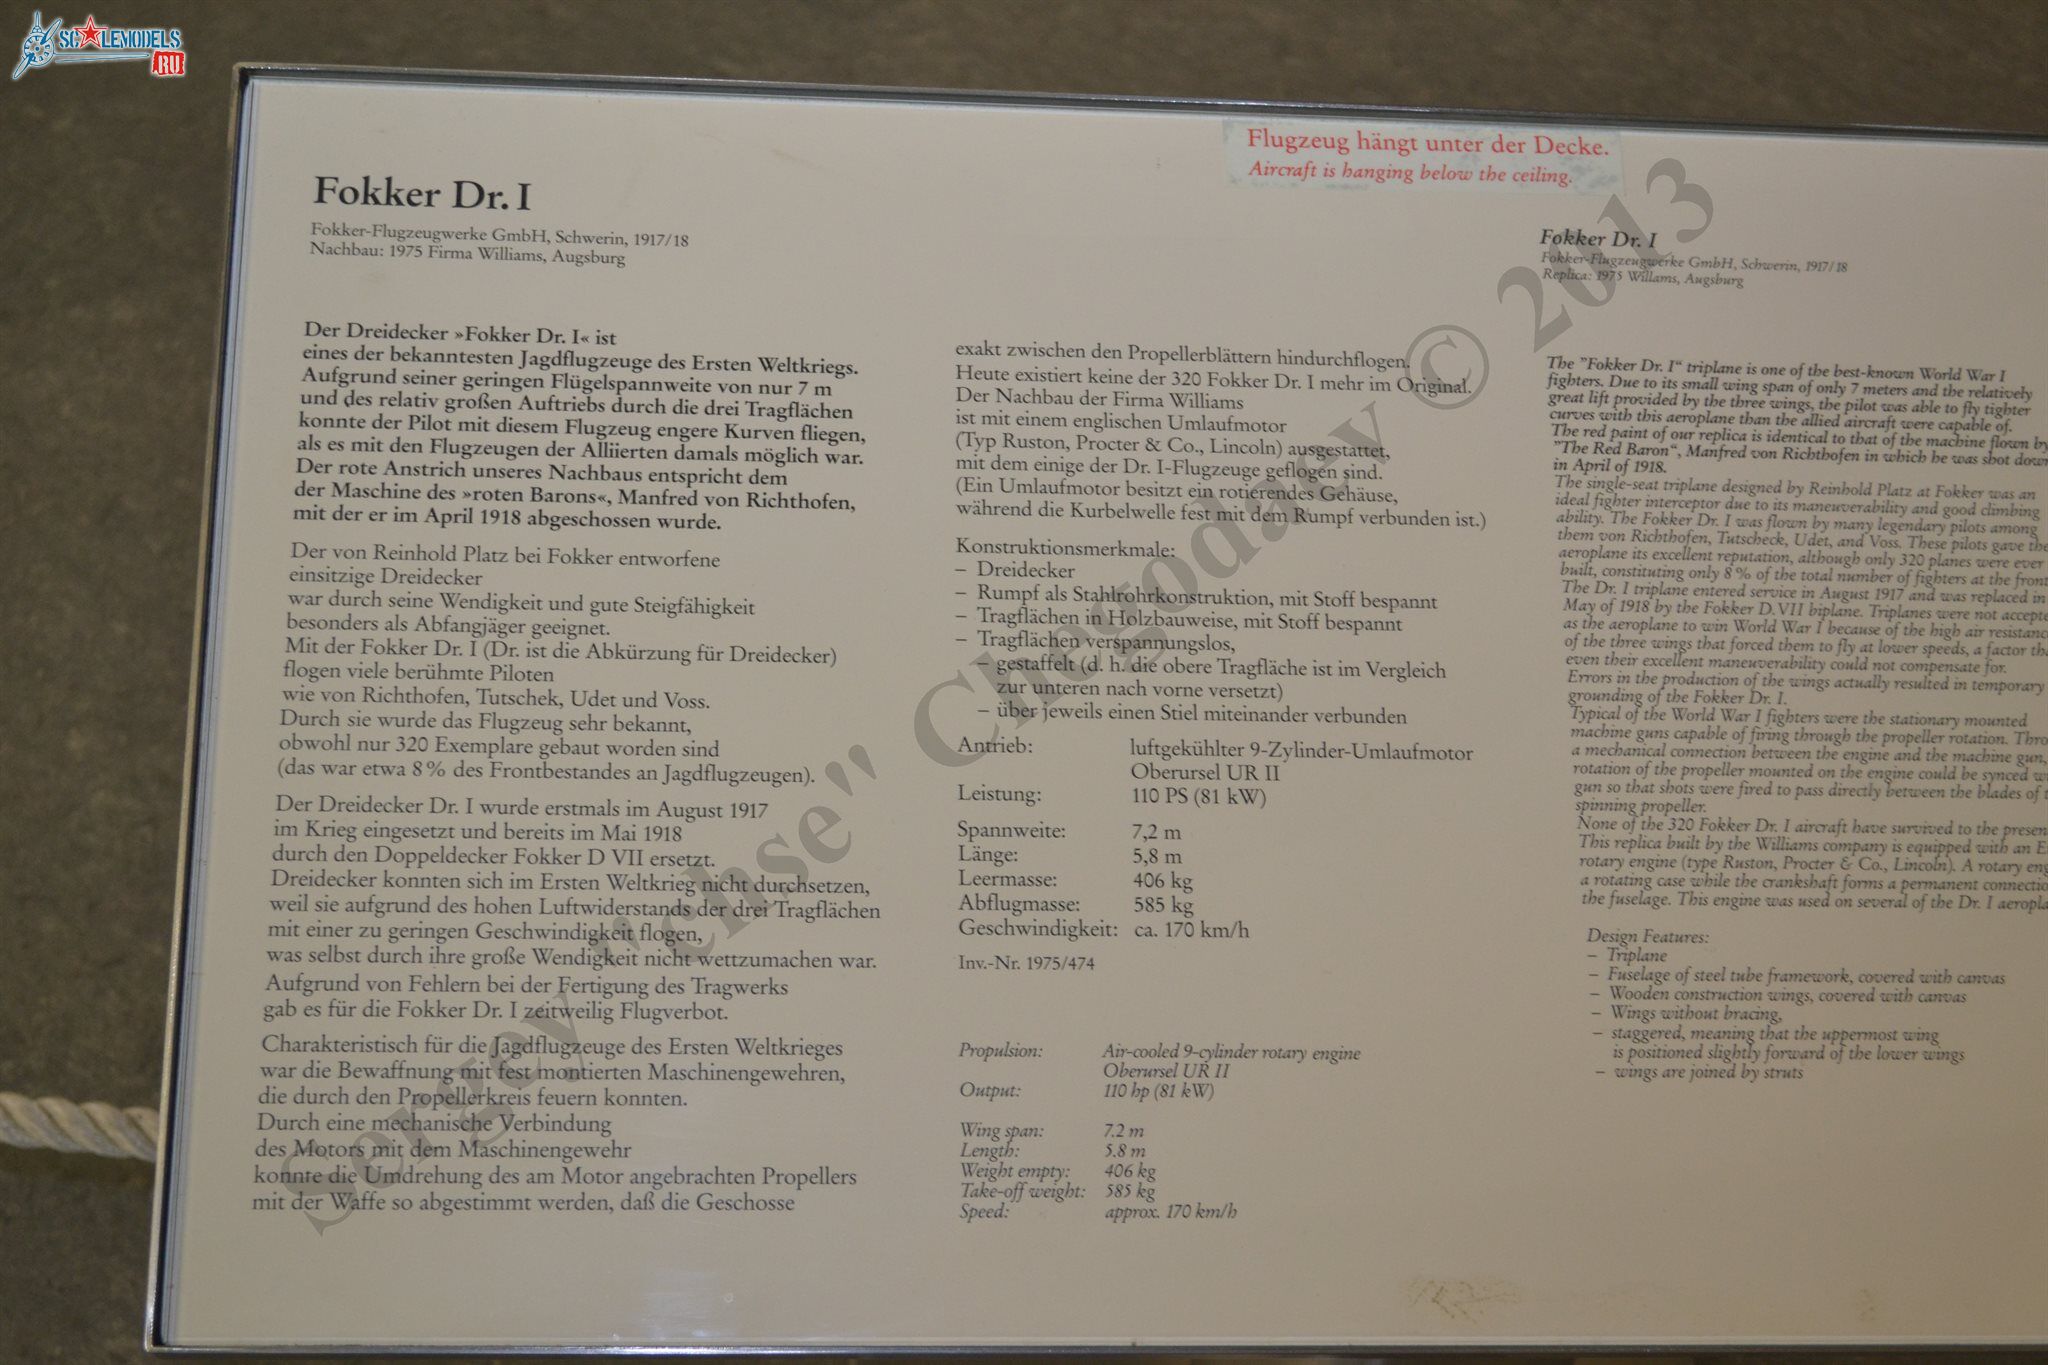 SCALEMODELS
RU
Flugzeug hängt unter der Decke.
Aircraft is hanging below the ceiling.
Fokker Dr. I
Fokker-Flugzeugwerke GmbH, Schwerin, 1917/18
Nachbau: 1975 Firma Williams, Augsburg
Der Dreidecker »Fokker Dr. I« ist
eines der bekanntesten Jagdflugzeuge des Ersten Weltkriegs.
Aufgrund seiner geringen Flügelspannweite von nur 7 m
und des relativ großen Auftriebs durch die drei Tragflächen
konnte der Pilot mit diesem Flugzeug engere Kurven fliegen,
als es mit den Flugzeugen der Alliierten damals möglich war.
Der rote Anstrich unseres Nachbaus entspricht dem
der Maschine des »roten Barons«, Manfred von Richthofen,
mit der er im April 1918 abgeschossen wurde.
Der von Reinhold Platz bei Fokker entworfene
einsitzige Dreidecker
war durch seine Wendigkeit und gute Steigfähigkeit
besonders als Abfangjäger geeignet.
Mit der Fokker Dr. I (Dr. ist die Abkürzung für Dreidecker)
flogen viele berühmte Piloten
wie von Richthofen, Tutschek, Udet und Voss.
Durch sie wurde das Flugzeug sehr bekannt,
obwohl nur 320 Exemplare gebaut worden sind
(das war etwa 8 % des Frontbestandes an Jagdflugzeugen).
Der Dreidecker Dr. I wurde erstmals im August 1917
im Krieg eingesetzt und bereits im Mai 1918
durch den Doppeldecker Fokker D VII ersetzt.
Dreidecker konnten sich im Ersten Weltkrieg nicht durchsetzen,
weil sie aufgrund des hohen Luftwiderstands der drei Tragflächen
mit einer zu geringen Geschwindigkeit flogen,
was selbst durch ihre große Wendigkeit nicht wettzumachen war.
Aufgrund von Fehlern bei der Fertigung des Tragwerks
gab es für die Fokker Dr. I zeitweilig Flugverbot.
Charakteristisch für die Jagdflugzeuge des Ersten Weltkrieges
war die Bewaffnung mit fest montierten Maschinengewehren,
die durch den Propellerkreis feuern konnten.
Durch eine mechanische Verbindung
des Motors mit dem Maschinengewehr
konnte die Umdrehung des am Motor angebrachten Propellers
mit der Waffe so abgestimmt werden, daß die Geschosse
exakt zwischen den Propellerblättern hindurchflogen.
Heute existiert keine der 320 Fokker Dr. I mehr im Original.
Der Nachbau der Firma Williams
ist mit einem englischen Umlaufmotor
(Typ Ruston, Procter & Co., Lincoln) ausgestattet,
mit dem einige der Dr. I-Flugzeuge geflogen sind.
(Ein Umlaufmotor besitzt ein rotierendes Gehäuse,
während die Kurbelwelle fest mit dem Rumpf verbunden ist.)
Konstruktionsmerkmale:
– Dreidecker
– Rumpf als Stahlrohrkonstruktion, mit Stoff bespannt
– Tragflächen in Holzbauweise, mit Stoff bespannt
– Tragflächen verspannungslos,
– gestaffelt (d. h. die obere Tragfläche ist im Vergleich
zur unteren nach vorne versetzt)
– über jeweils einen Stiel miteinander verbunden
Antrieb: luftgekühlter 9-Zylinder-Umlaufmotor
Oberursel UR II
Leistung: 110 PS (81 kW)
Spannweite: 7,2 m
Länge: 5,8 m
Leermasse: 406 kg
Abflugmasse: 585 kg
Geschwindigkeit: ca. 170 km/h
Inv.-Nr. 1975/474
Propulsion: Air-cooled 9-cylinder rotary engine
Oberursel UR II
Output: 110 hp (81 kW)
Wing span: 7.2 m
Length: 5.8 m
Weight empty: 406 kg
Take-off weight: 585 kg
Speed: approx. 170 km/h
Fokker Dr. I
Fokker-Flugzeugwerke GmbH, Schwerin, 1917/18
Replica: 1975 Willams, Augsburg
The "Fokker Dr. I" triplane is one of the best-known World War I
fighters. Due to its small wing span of only 7 meters and the relatively
great lift provided by the three wings, the pilot was able to fly tighter
curves with this aeroplane than the allied aircraft were capable of.
The red paint of our replica is identical to that of the machine flown by
"The Red Baron", Manfred von Richthofen in which he was shot down
in April of 1918.
The single-seat triplane designed by Reinhold Platz at Fokker was an
ideal fighter interceptor due to its maneuverability and good climbing
ability. The Fokker Dr. I was flown by many legendary pilots among
them von Richthofen, Tutscheck, Udet, and Voss. These pilots gave the
aeroplane its excellent reputation, although only 320 planes were ever
built, constituting only 8 % of the total number of fighters at the front
The Dr. I triplane entered service in August 1917 and was replaced in
May of 1918 by the Fokker D. VII biplane. Triplanes were not accepte
as the aeroplane to win World War I because of the high air resistanc
of the three wings that forced them to fly at lower speeds, a factor tha
even their excellent maneuverability could not compensate for.
Errors in the production of the wings actually resulted in temporary
grounding of the Fokker Dr. I.
Typical of the World War I fighters were the stationary mounted
machine guns capable of firing through the propeller rotation. Thro
a mechanical connection between the engine and the machine gun,
rotation of the propeller mounted on the engine could be synced w
gun so that shots were fired to pass directly between the blades of t
spinning propeller.
None of the 320 Fokker Dr. I aircraft have survived to the presen
This replica built by the Williams company is equipped with an E
rotary engine (type Ruston, Procter & Co., Lincoln). A rotary eng
a rotating case while the crankshaft forms a permanent connectio
the fuselage. This engine was used on several of the Dr. I aeropla
Design Features:
– Triplane
– Fuselage of steel tube framework, covered with canvas
– Wooden construction wings, covered with canvas
– Wings without bracing,
– staggered, meaning that the uppermost wing
is positioned slightly forward of the lower wings
– wings are joined by struts
Sergey "chse" Chegodaev © 2013